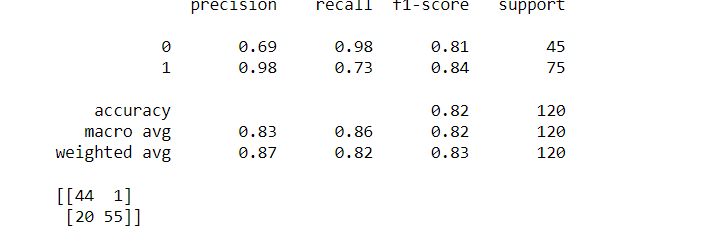 precision recall f1-score support
0 0.69 0.98 0.81 45
1 0.98 0.73 0.84 75
accuracy 0.82 120
macro avg 0.83 0.86 0.82 120
weighted avg 0.87 0.82 0.83 120
[[44 1]
[20 55]]